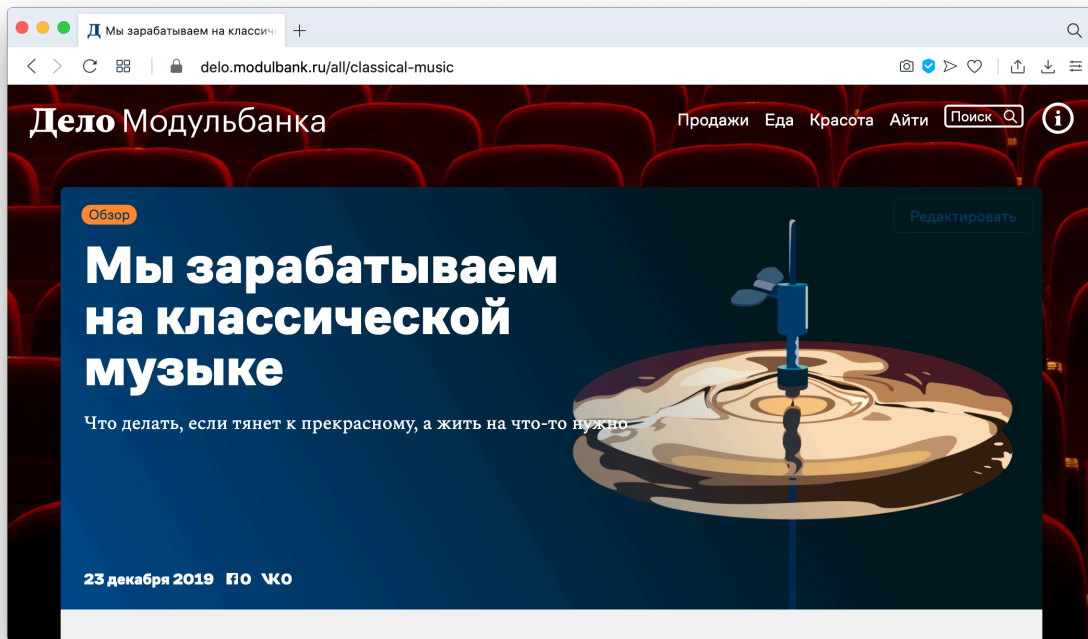 Д Мы зарабатываем на классич
delo.modulbank.ru/all/classical-music
Дело Модульбанка
Продажи Еда Красота Айти Поиск i
Обзор
Редактировать
Мы зарабатываем
на классической
музыке
Что делать, если тянет к прекрасному, а жить на что-то нужно
23 декабря 2019 0 0